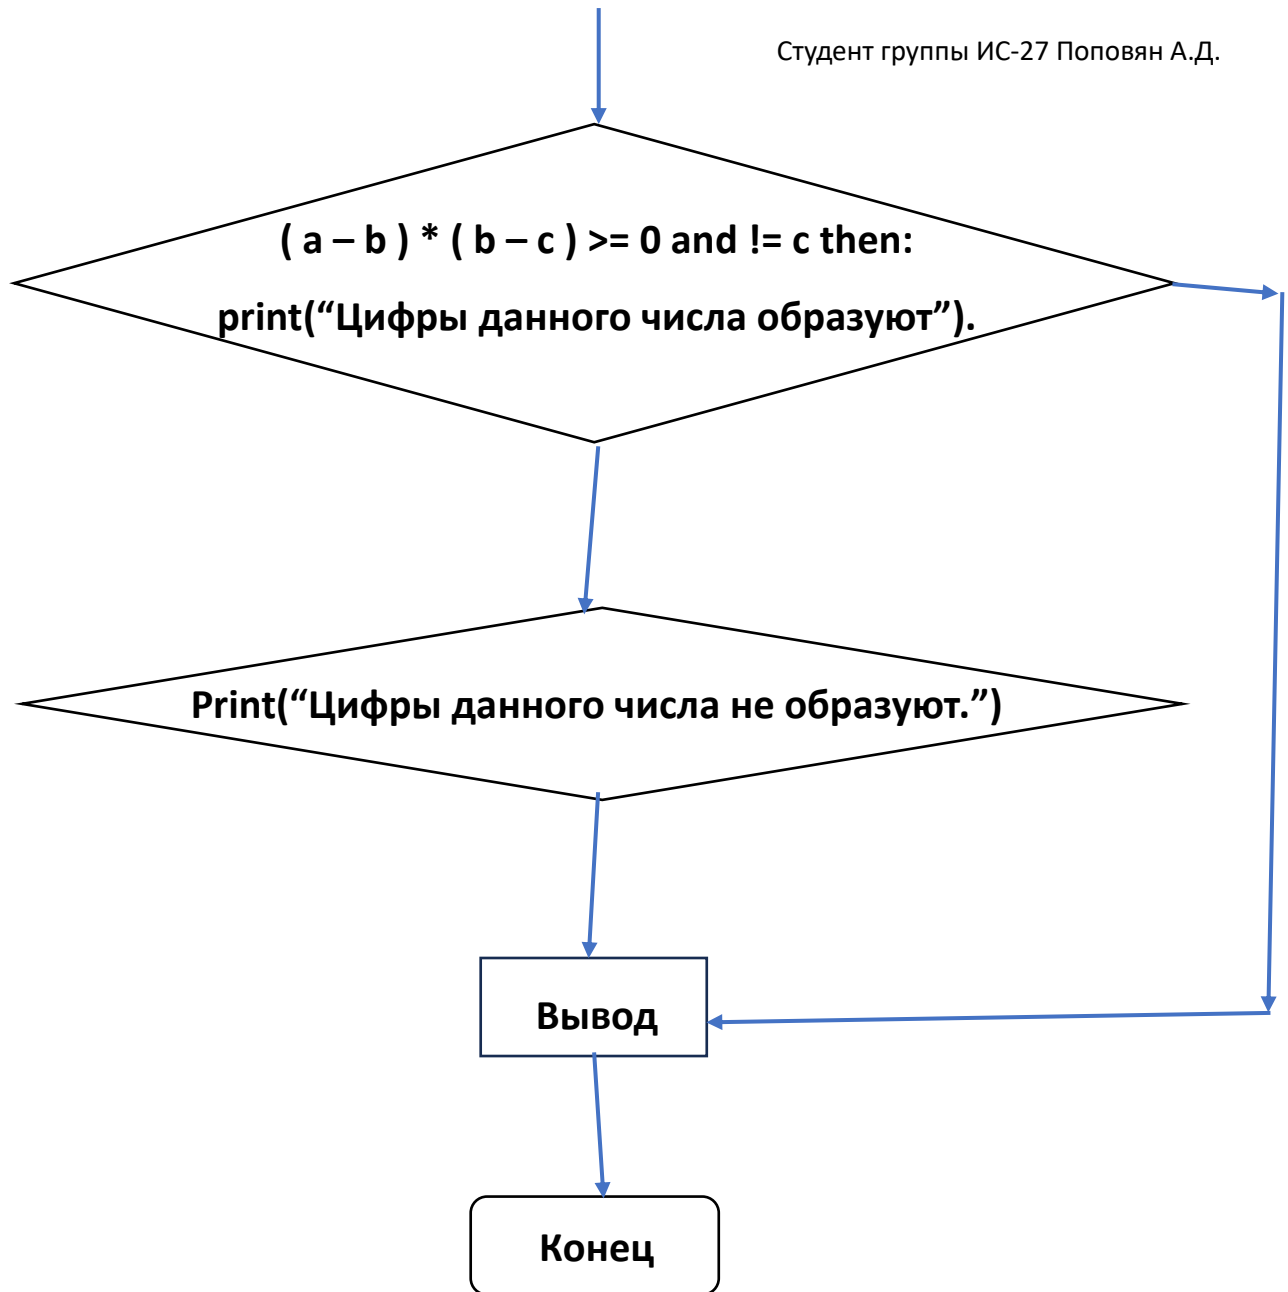 Студент группы ИС-27 Поповян А.Д.
( a – b ) * ( b – c ) >= 0 and != c then:
print(“Цифры данного числа образуют”).
Print(“Цифры данного числа не образуют.”)
Вывод
Конец